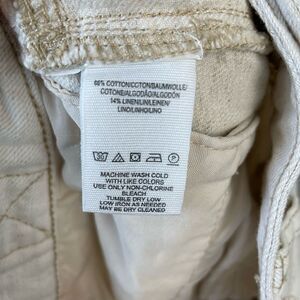 86% COTTON/COTON/BAUMWOLLE/
COTONE/ALGODÃO/ALGODÓN
14% LINEN/LIN/LEINEN/
LINO/LINHO/LINO
MACHINE WASH COLD
WITH LIKE COLORS
USE ONLY NON-CHLORINE
BLEACH
TUMBLE DRY LOW
LOW IRON AS NEEDED
MAY BE DRY CLEANED